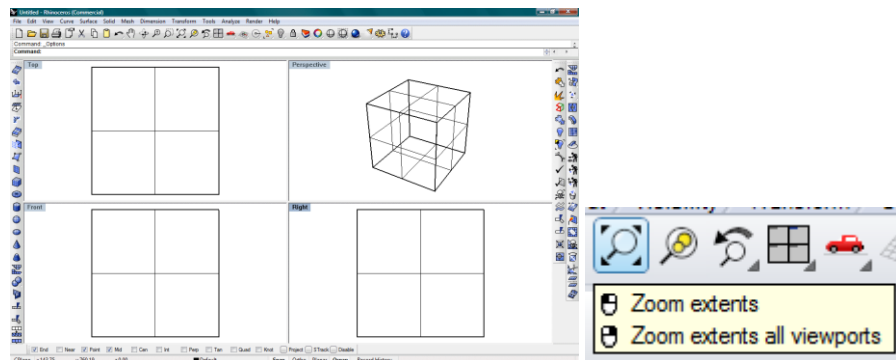 Untitled - Rhinoceros (Commercial)
File Edit View Curve Surface Solid Mesh Dimension Transform Tools Analyze Render Help
Command: _Options
Command:
Top
Perspective
Front
Right
End Near Point Mid Cen Int Perp Tan Quad Knot Project STrack Disable
Zoom extents
Zoom extents all viewports